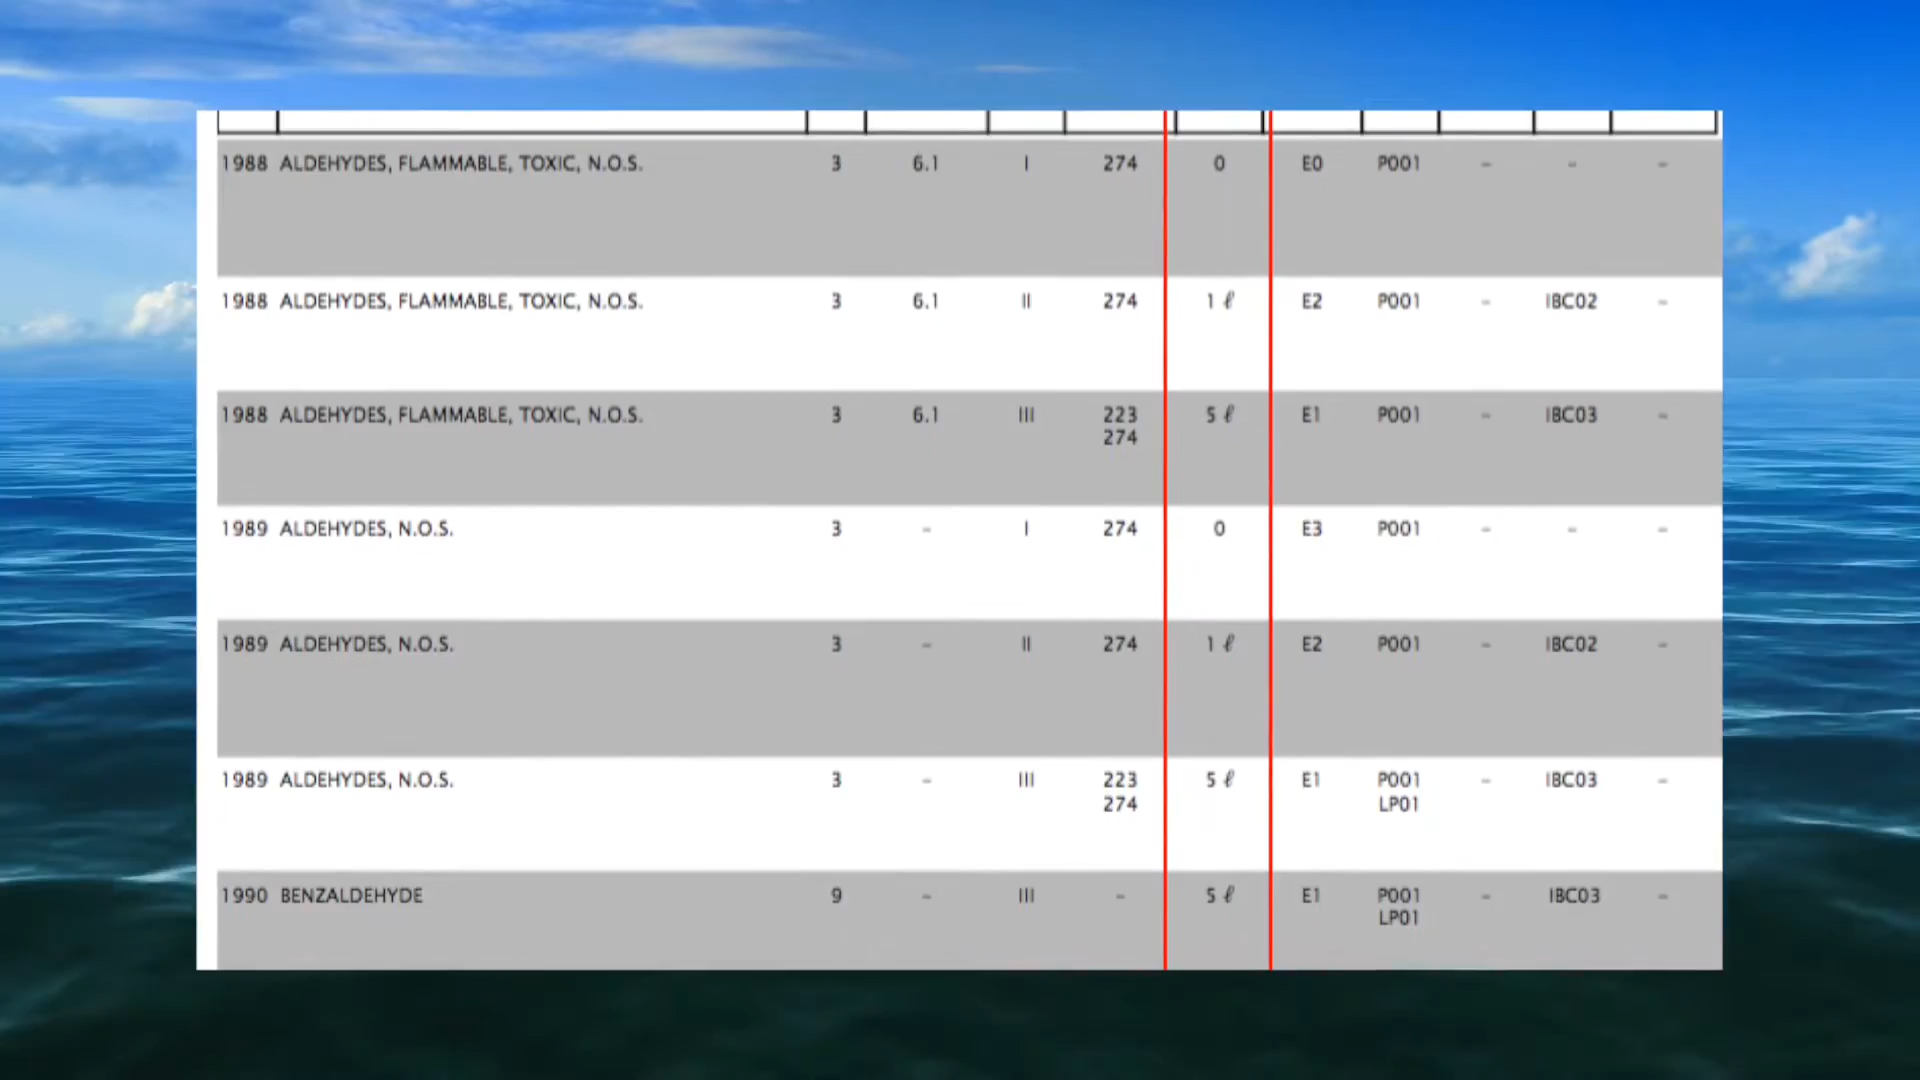 1988 ALDEHYDES, FLAMMABLE, TOXIC, N.O.S. 3 6.1 I 274 0 E0 P001 - - -
1988 ALDEHYDES, FLAMMABLE, TOXIC, N.O.S. 3 6.1 II 274 1 ℓ E2 P001 - IBC02 -
1988 ALDEHYDES, FLAMMABLE, TOXIC, N.O.S. 3 6.1 III 223 5 ℓ E1 P001 - IBC03 -
274
1989 ALDEHYDES, N.O.S. 3 - I 274 0 E3 P001 - - -
1989 ALDEHYDES, N.O.S. 3 - II 274 1 ℓ E2 P001 - IBC02 -
1989 ALDEHYDES, N.O.S. 3 - III 223 5 ℓ E1 P001 - IBC03 -
274 LP01
1990 BENZALDEHYDE 9 - III - 5 ℓ E1 P001 - IBC03 -
LP01